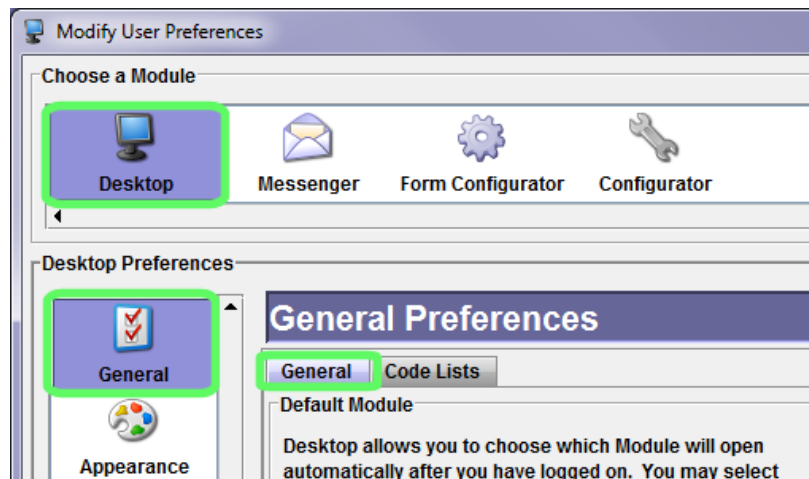 Modify User Preferences
Choose a Module
Desktop Messenger Form Configurator Configurator
Desktop Preferences
General
Appearance
General Preferences
General Code Lists
Default Module
Desktop allows you to choose which Module will open
automatically after you have logged on. You may select